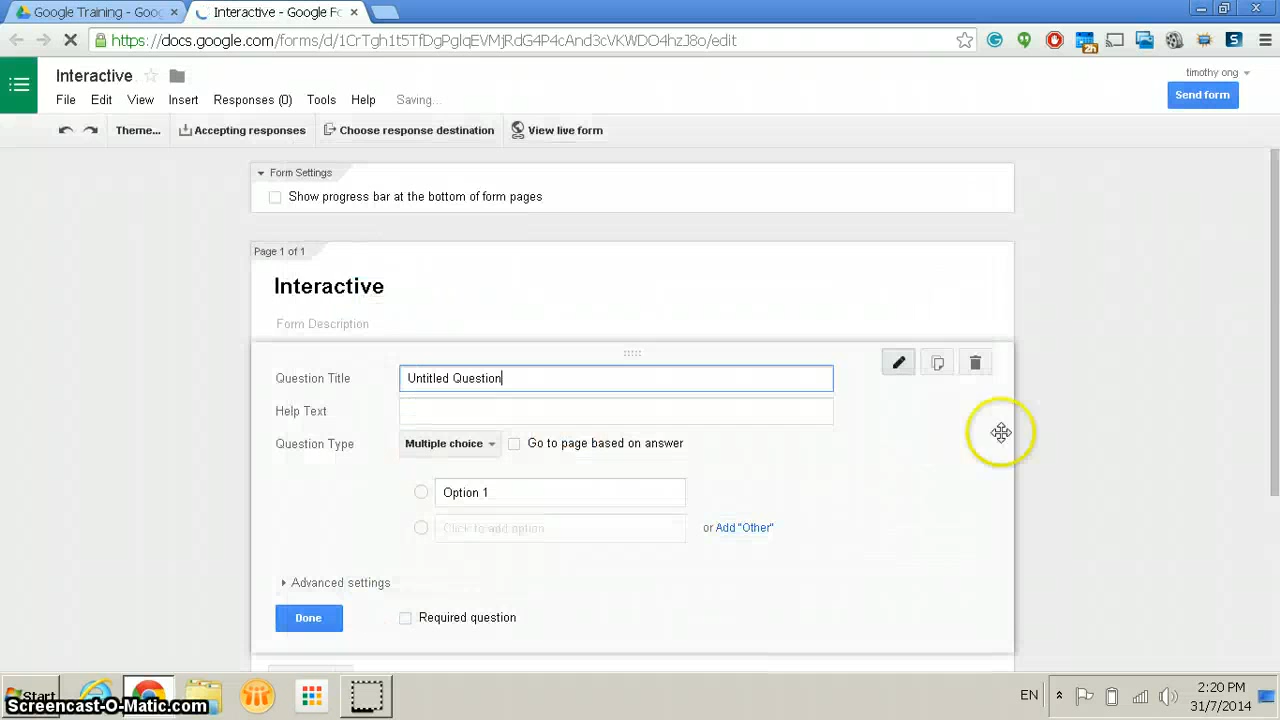 Google Training - Goog
Interactive - Google Fo
https://docs.google.com/forms/d/1CrTgh1t5TfDgPgIqEVMjRdG4P4cAnd3cVKWDO4hzJ8o/edit
2h
Interactive
timothy ong
File Edit View Insert Responses (0) Tools Help Saving...
Send form
Theme... Accepting responses Choose response destination View live form
Form Settings
Show progress bar at the bottom of form pages
Page 1 of 1
Interactive
Form Description
Question Title Untitled Question
Help Text
Question Type Multiple choice Go to page based on answer
Option 1
Click to add option or Add "Other"
Advanced settings
Done Required question
Start
EN 2:20 PM
31/7/2014
Screencast-O-Matic.com